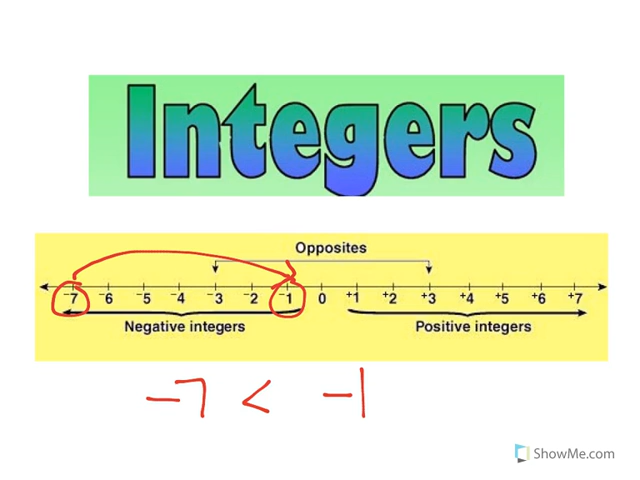 Integers
Opposites
⁻7 ⁻6 ⁻5 ⁻4 ⁻3 ⁻2 ⁻1 0 ⁺1 ⁺2 ⁺3 ⁺4 ⁺5 ⁺6 ⁺7
Negative integers Positive integers
-7 < -1
ShowMe.com